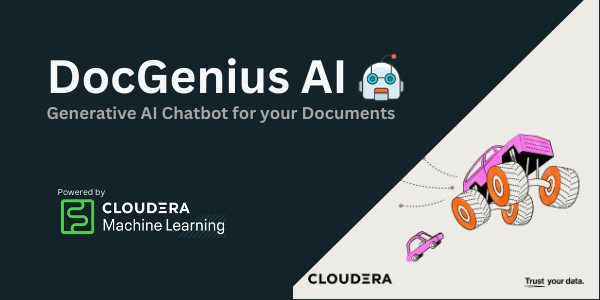 DocGenius AI
Generative AI Chatbot for your Documents
Powered by
CLOUDERA
Machine Learning
CLOUDERA
Trust your data.